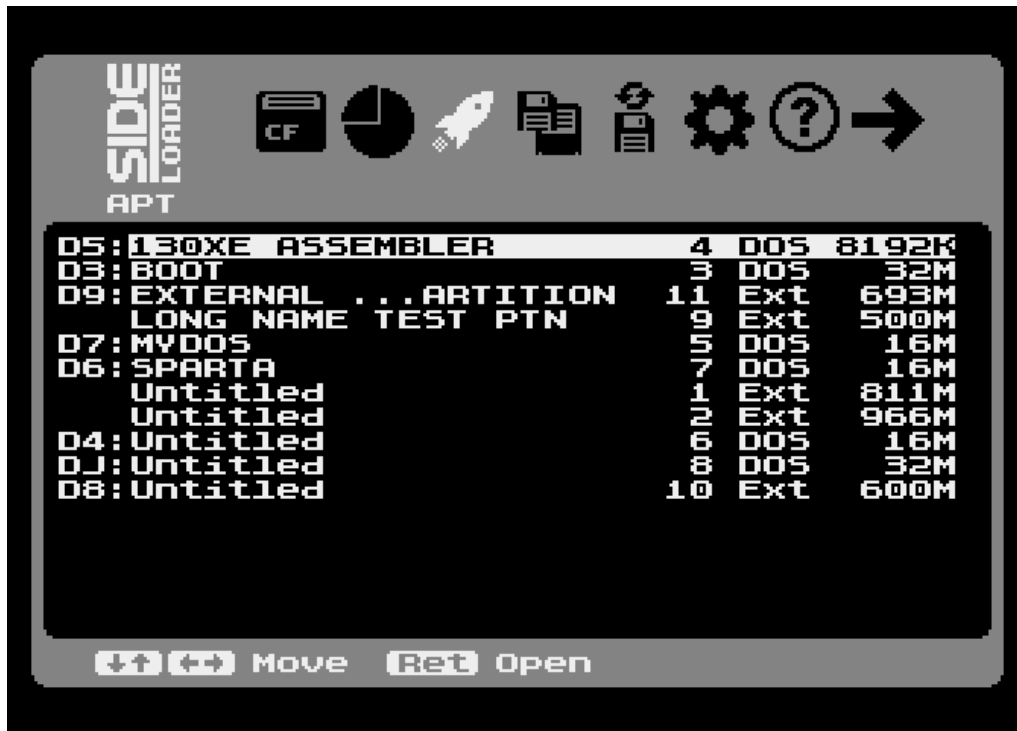 SIDE
LOADER
APT
CF
?
D5:130XE ASSEMBLER 4 DOS 8192K
D3:BOOT 3 DOS 32M
D9:EXTERNAL ...ARTITION 11 Ext 693M
LONG NAME TEST PTN 9 Ext 500M
D7:MYDOS 5 DOS 16M
D6:SPARTA 7 DOS 16M
Untitled 1 Ext 811M
Untitled 2 Ext 966M
D4:Untitled 6 DOS 16M
DJ:Untitled 8 DOS 32M
D8:Untitled 10 Ext 600M
↓↑ ←→ Move Ret Open